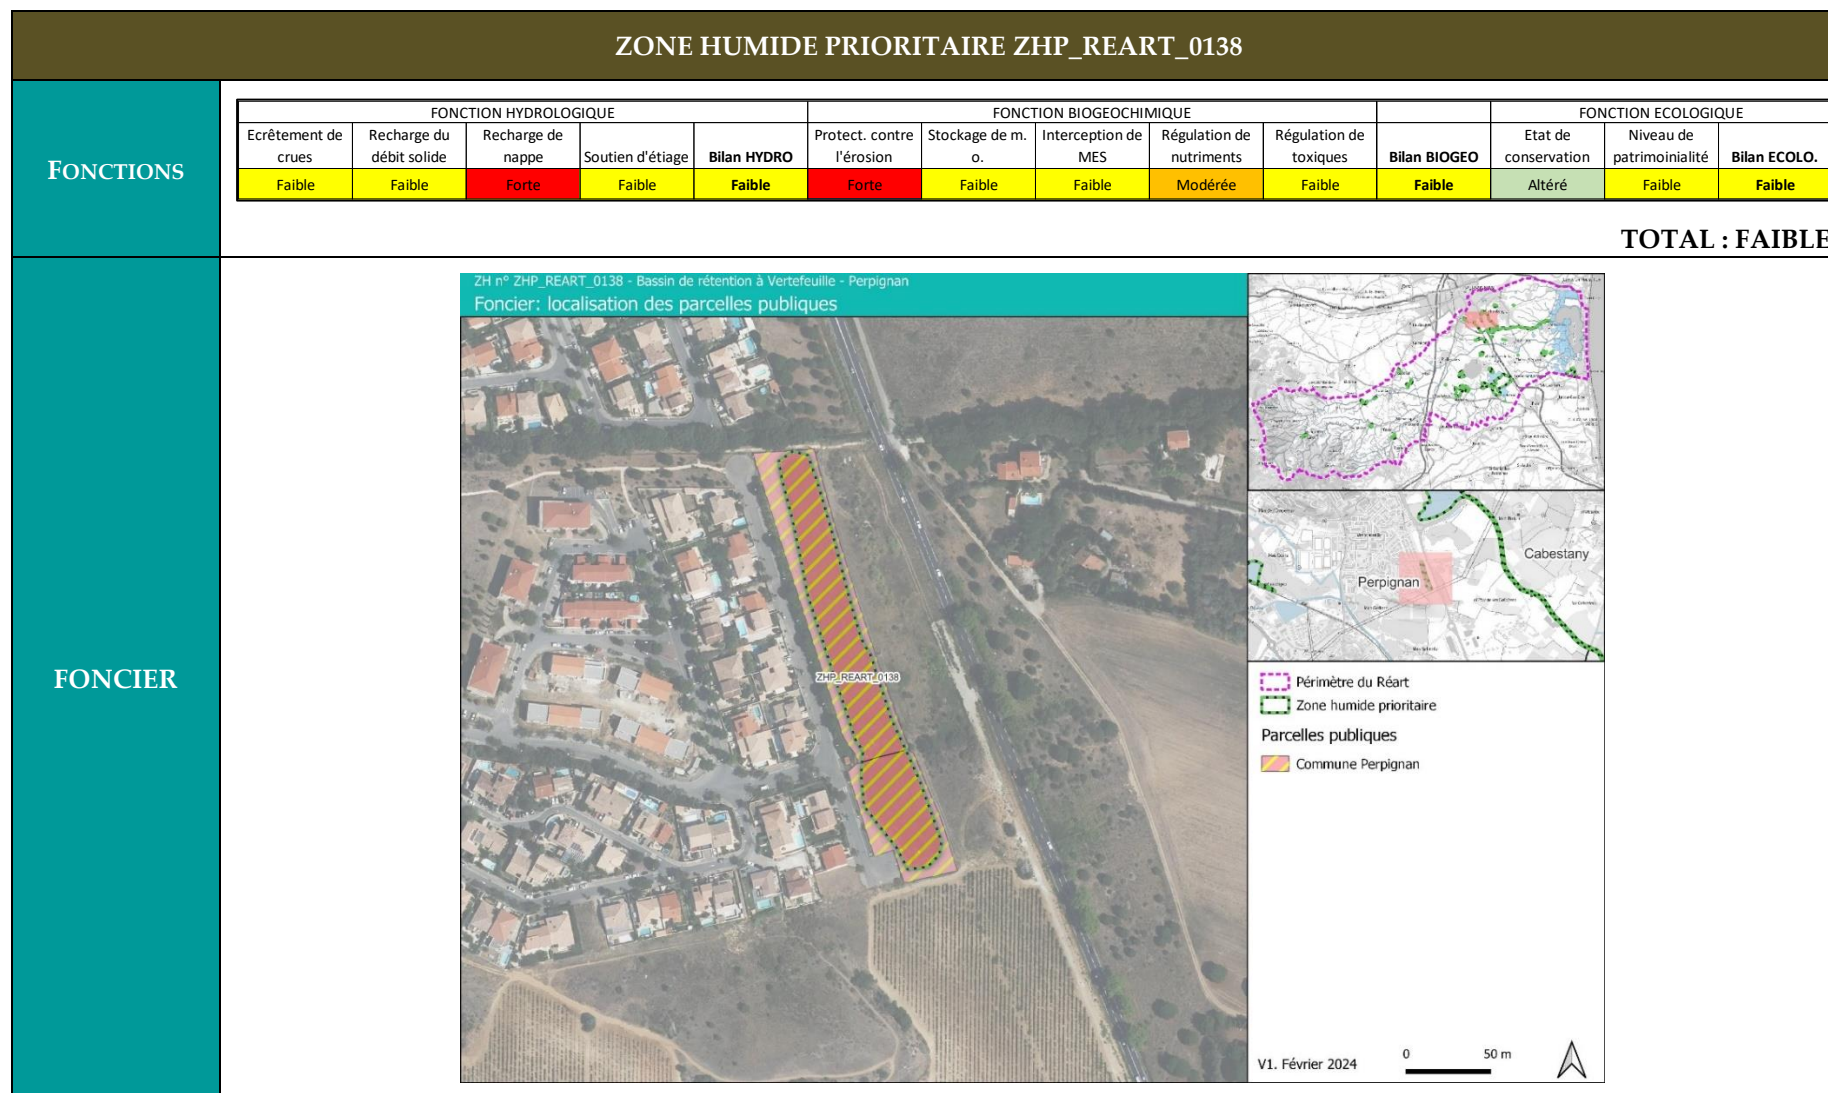 ZONE HUMIDE PRIORITAIRE ZHP_REART_0138
FONCTIONS
FONCTION HYDROLOGIQUE
FONCTION BIOGEOCHIMIQUE
FONCTION ECOLOGIQUE
Ecrêtement de crues
Recharge du débit solide
Recharge de nappe
Soutien d'étiage
Bilan HYDRO
Protect. contre l'érosion
Stockage de m. o.
Interception de MES
Régulation de nutriments
Régulation de toxiques
Bilan BIOGEO
Etat de conservation
Niveau de patrimoinialité
Bilan ECOLO.
Faible
Faible
Forte
Faible
Faible
Forte
Faible
Faible
Modérée
Faible
Faible
Altéré
Faible
Faible
TOTAL : FAIBLE
FONCIER
ZH n° ZHP_REART_0138 - Bassin de rétention à Vertefeuille - Perpignan
Foncier: localisation des parcelles publiques
ZHP_REART_0138
Cabestany
Perpignan
Périmètre du Réart
Zone humide prioritaire
Parcelles publiques
Commune Perpignan
V1. Février 2024
0 50 m